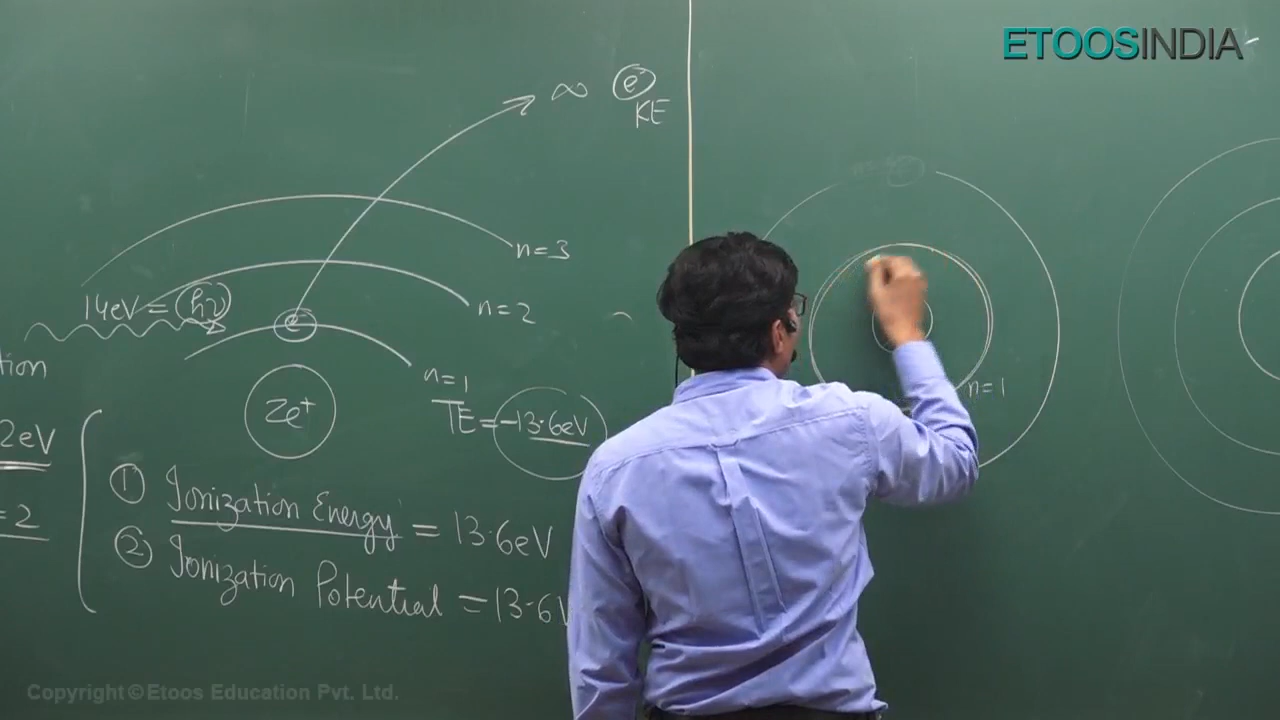 ETOOSINDIA
∞ e⁻
KE
n=3
14eV = hν
n=2
e⁻
n=1
n=1
Ze⁺
TE = -13.6eV
tion
2eV
=2
① Ionization Energy = 13.6eV
② Ionization Potential = 13.6V
Copyright © Etoos Education Pvt. Ltd.